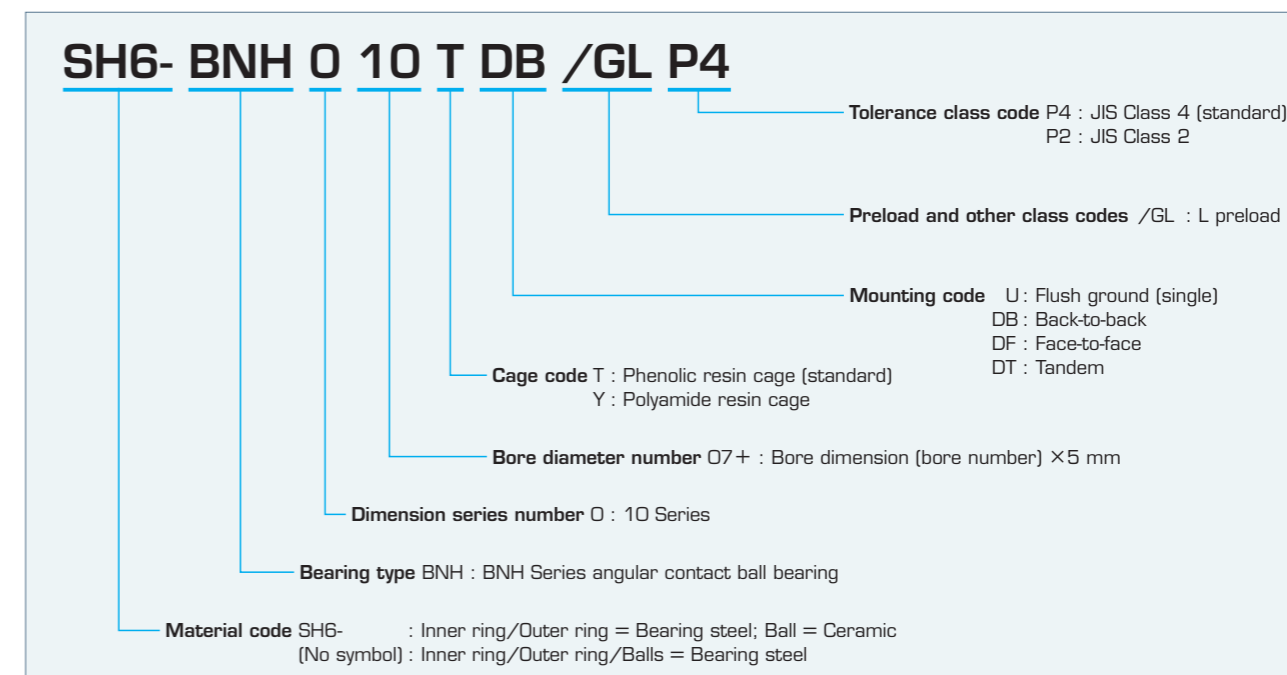 SH6- BNH 0 10 T DB /GL P4
Tolerance class code P4 : JIS Class 4 (standard)
P2 : JIS Class 2
Preload and other class codes /GL : L preload
Mounting code U : Flush ground (single)
DB : Back-to-back
DF : Face-to-face
DT : Tandem
Cage code T : Phenolic resin cage (standard)
Y : Polyamide resin cage
Bore diameter number 07+ : Bore dimension (bore number) ×5 mm
Dimension series number 0 : 10 Series
Bearing type BNH : BNH Series angular contact ball bearing
Material code SH6- : Inner ring/Outer ring = Bearing steel; Ball = Ceramic
(No symbol) : Inner ring/Outer ring/Balls = Bearing steel